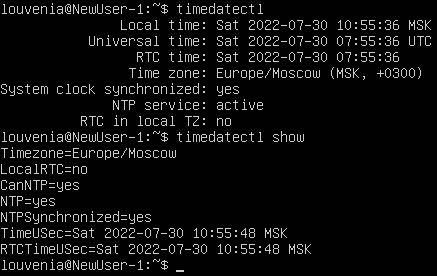 louvenia@NewUser-1:~$ timedatectl
Local time: Sat 2022-07-30 10:55:36 MSK
Universal time: Sat 2022-07-30 07:55:36 UTC
RTC time: Sat 2022-07-30 07:55:36
Time zone: Europe/Moscow (MSK, +0300)
System clock synchronized: yes
NTP service: active
RTC in local TZ: no
louvenia@NewUser-1:~$ timedatectl show
Timezone=Europe/Moscow
LocalRTC=no
CanNTP=yes
NTP=yes
NTPSynchronized=yes
TimeUSec=Sat 2022-07-30 10:55:48 MSK
RTCTimeUSec=Sat 2022-07-30 10:55:48 MSK
louvenia@NewUser-1:~$ _